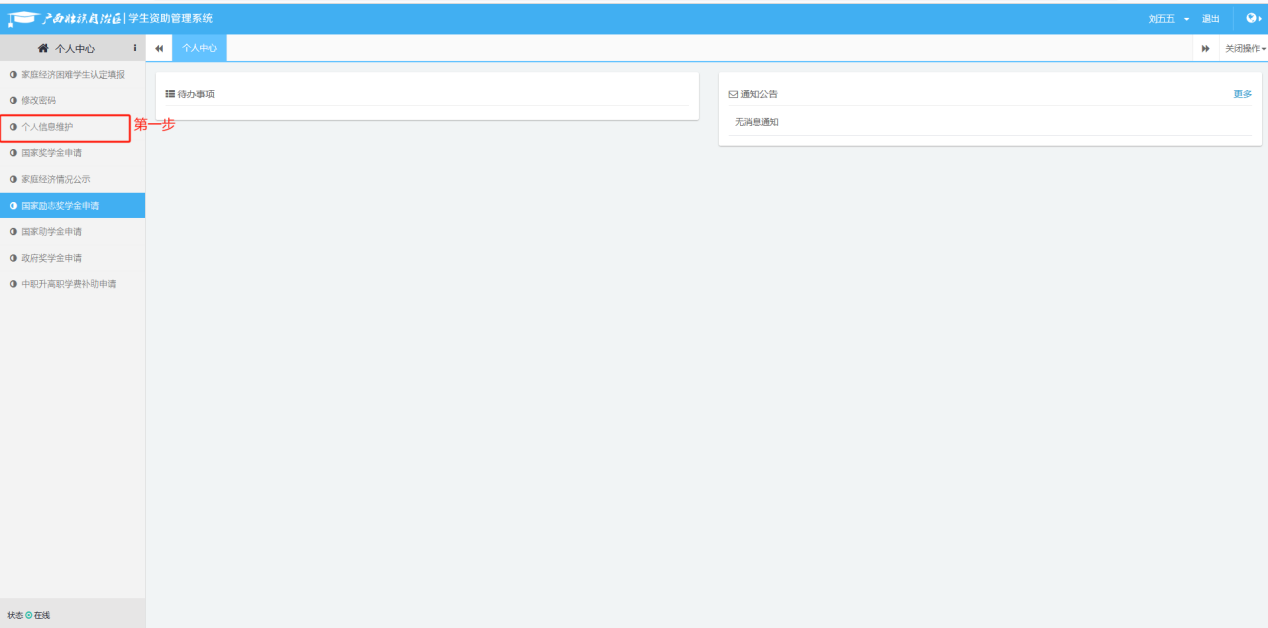 广西壮族自治区 | 学生资助管理系统
刘五五 退出
个人中心
个人中心
关闭操作
家庭经济困难学生认定填报
修改密码
个人信息维护
第一步
国家奖学金申请
家庭经济情况公示
国家励志奖学金申请
国家助学金申请
政府奖学金申请
中职升高职学费补助申请
待办事项
通知公告
更多
无消息通知
状态 在线